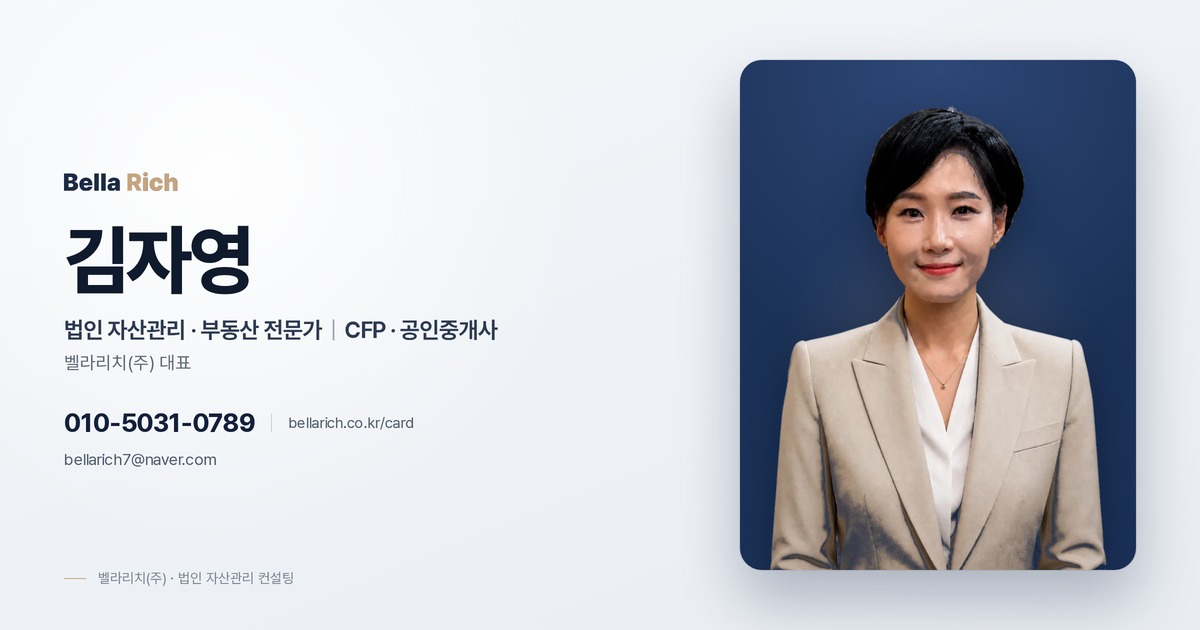 Bella Rich
김자영
법인 자산관리 · 부동산 전문가 | CFP · 공인중개사
벨라리치(주) 대표
010-5031-0789 | bellarich.co.kr/card
bellarich7@naver.com
벨라리치(주) · 법인 자산관리 컨설팅